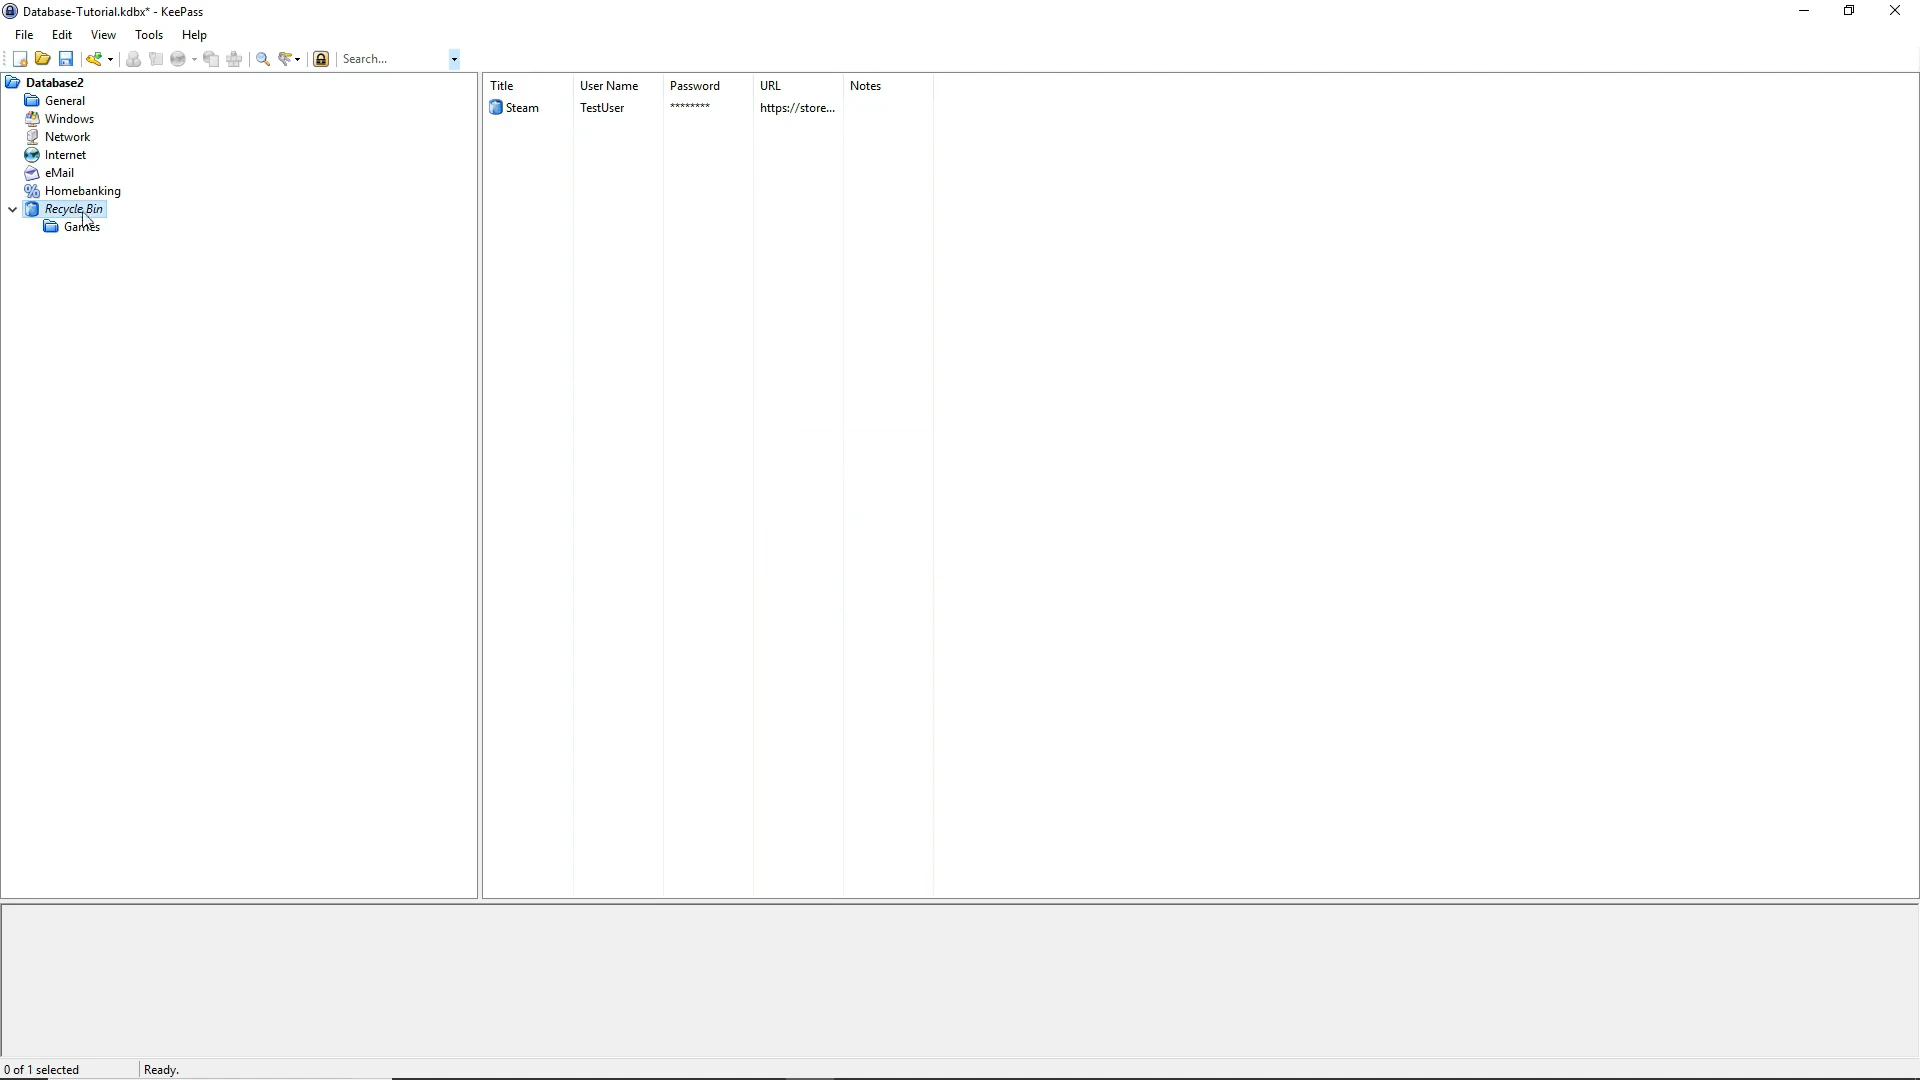 Database-Tutorial.kdbx* - KeePass
File Edit View Tools Help
Search...
Database2
General
Windows
Network
Internet
eMail
Homebanking
Recycle Bin
Games
Title User Name Password URL Notes
Steam TestUser ******** https://store...
0 of 1 selected Ready.